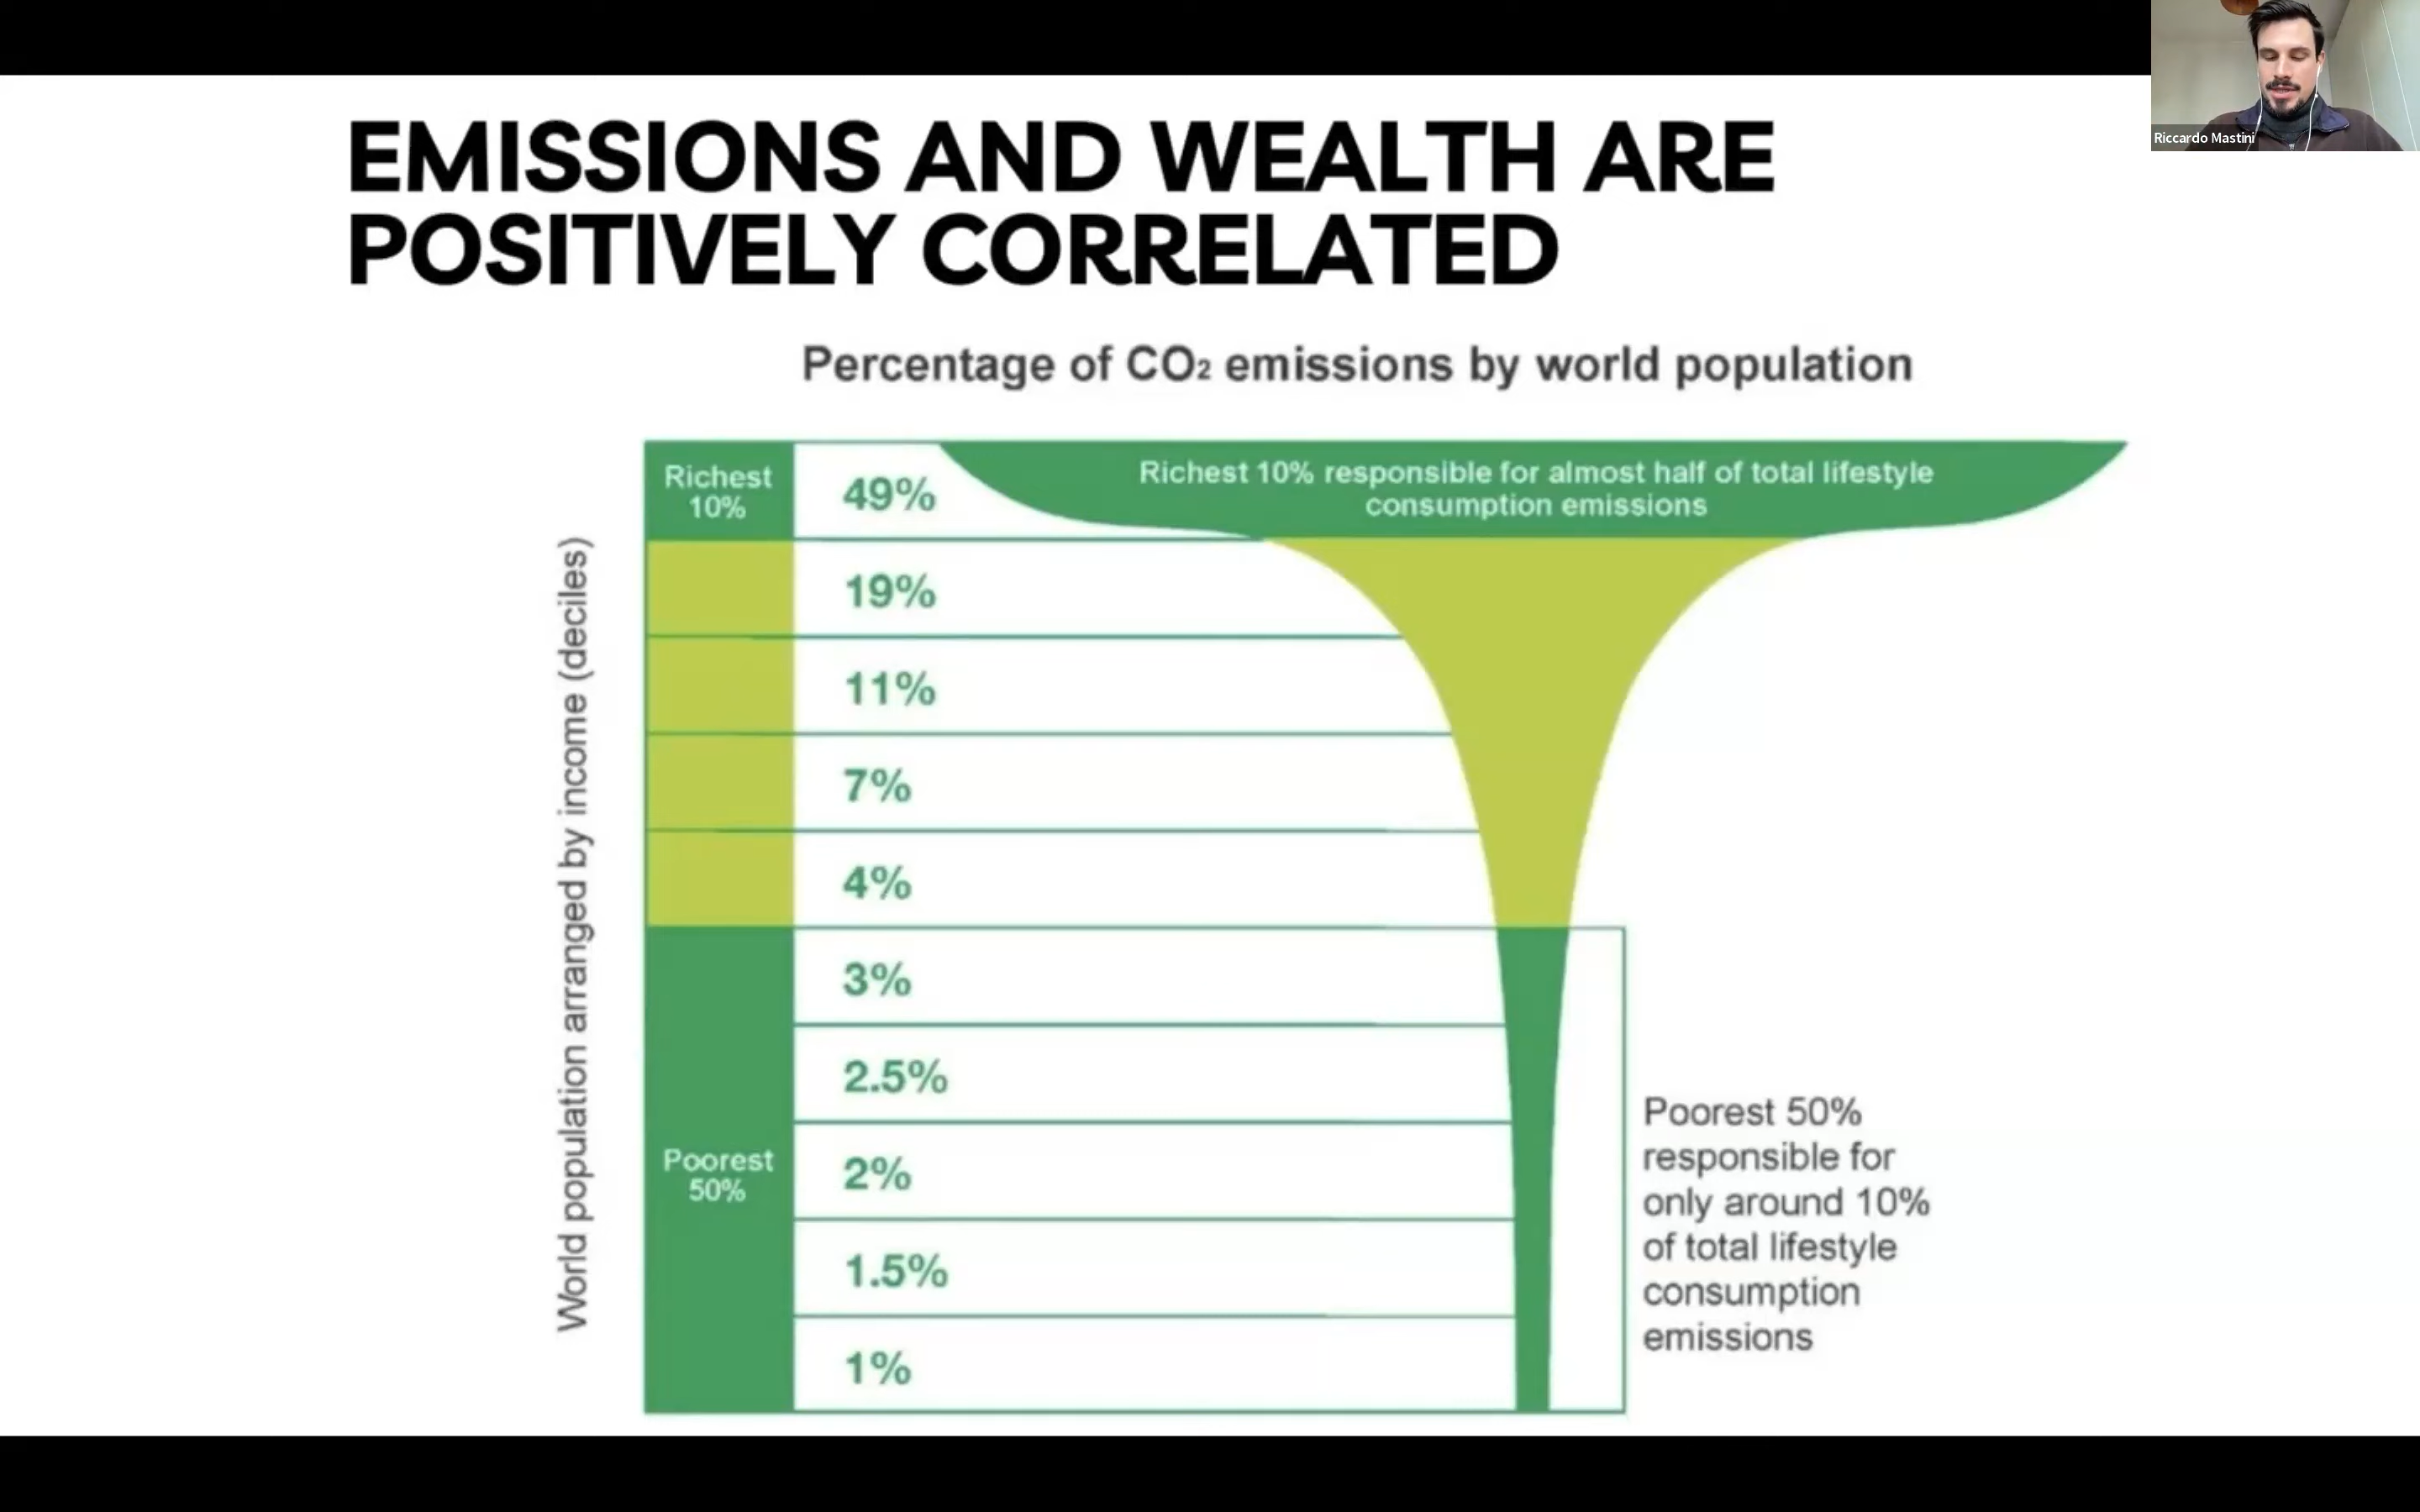 Riccardo Mastini
EMISSIONS AND WEALTH ARE
POSITIVELY CORRELATED
Percentage of CO₂ emissions by world population
World population arranged by income (deciles)
Richest
10%
49%
Richest 10% responsible for almost half of total lifestyle
consumption emissions
19%
11%
7%
4%
Poorest
50%
3%
2.5%
2%
1.5%
1%
Poorest 50%
responsible for
only around 10%
of total lifestyle
consumption
emissions